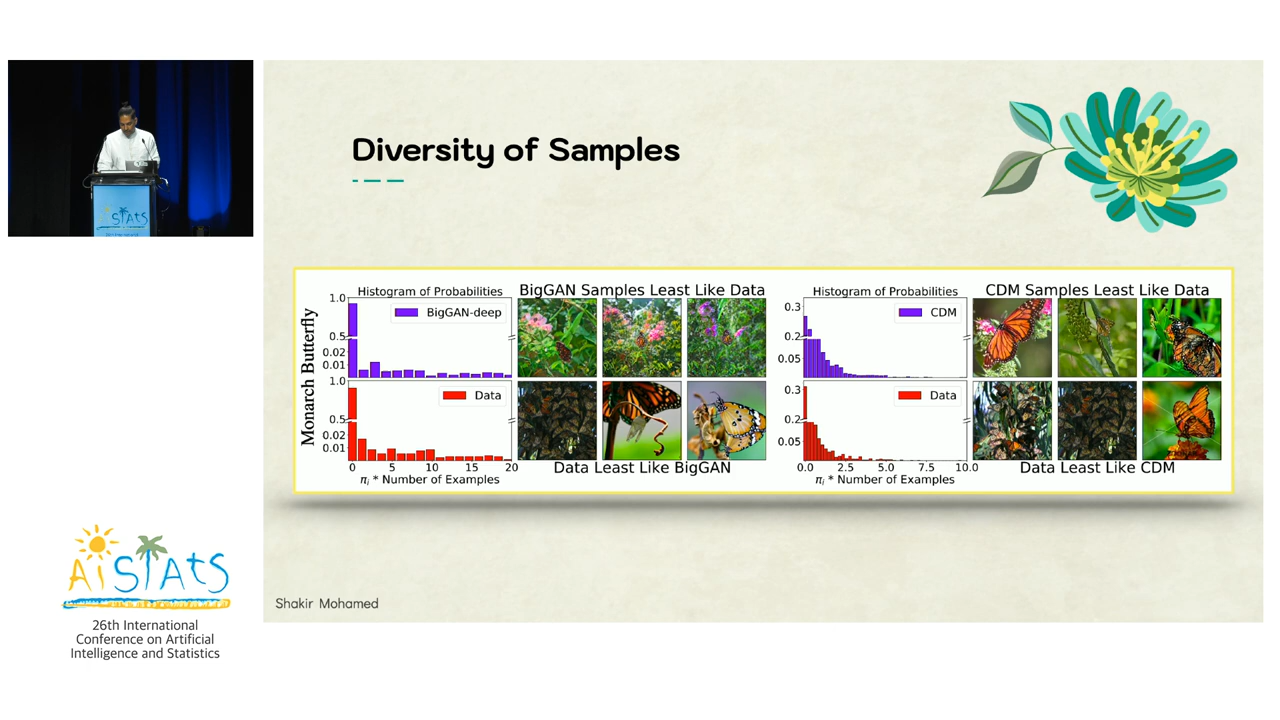 Diversity of Samples
Monarch Butterfly
Histogram of Probabilities
1.0
0.5
0.02
0.01
BigGAN-deep
BigGAN Samples Least Like Data
1.0
0.5
0.02
0.01
Data
0 5 10 15 20
πi * Number of Examples
Data Least Like BigGAN
Histogram of Probabilities
0.3
0.2
0.05
CDM
CDM Samples Least Like Data
0.3
0.2
0.05
Data
0.0 2.5 5.0 7.5 10.0
πi * Number of Examples
Data Least Like CDM
Shakir Mohamed
AiSTATS
AiSTATS
26th International
Conference on Artificial
Intelligence and Statistics